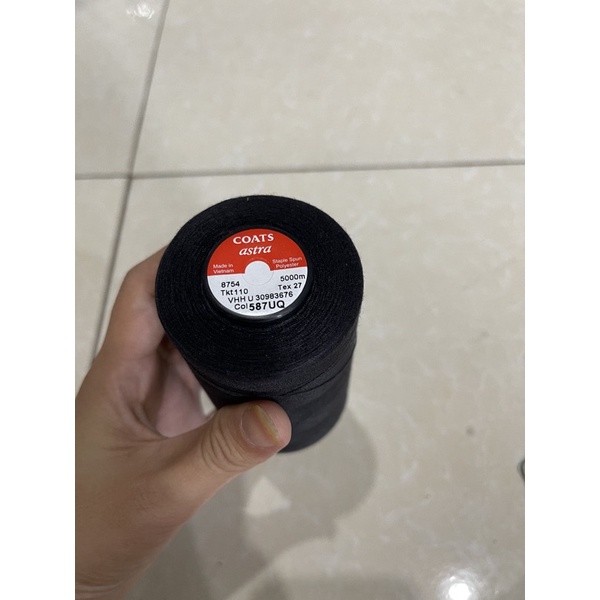 COATS
astra
Made in Vietnam
Staple Spun Polyester
8754 5000m
Tkt110 Tex 27
VHH U 30983676
Col 587UQ